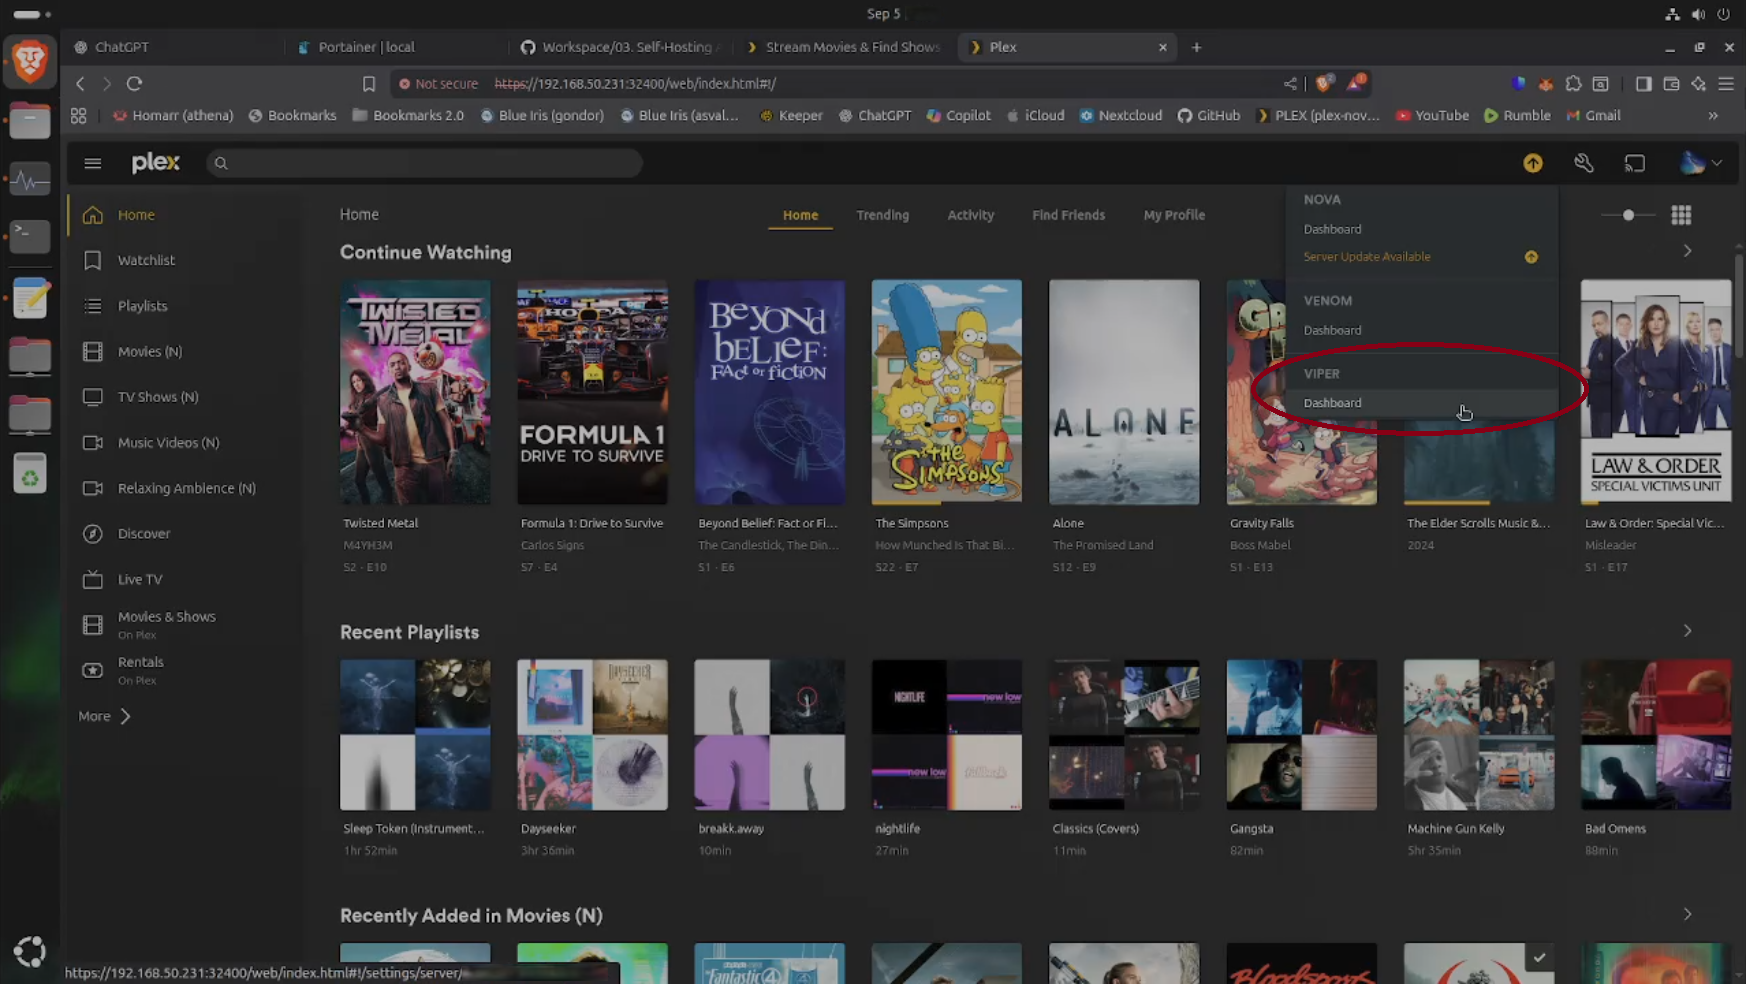 Sep 5
ChatGPT
Portainer | local
Workspace/03. Self-Hosting
Stream Movies & Find Shows
Plex
Not secure
https://192.168.50.231:32400/web/index.html#!/
Homarr (athena)
Bookmarks
Bookmarks 2.0
Blue Iris (gondor)
Blue Iris (asval...
Keeper
ChatGPT
Copilot
iCloud
Nextcloud
GitHub
PLEX (plex-nov...
YouTube
Rumble
Gmail
plex
Home
Watchlist
Playlists
Movies (N)
TV Shows (N)
Music Videos (N)
Relaxing Ambience (N)
Discover
Live TV
Movies & Shows
On Plex
Rentals
On Plex
More
Home
Home
Trending
Activity
Find Friends
My Profile
NOVA
Dashboard
Server Update Available
VENOM
Dashboard
VIPER
Dashboard
Continue Watching
TWISTED
METAL
FORMULA 1
DRIVE TO SURVIVE
BEYOND
BELIEF:
FACT or FICTION
THE
SIMPSONS
ALONE
LAW & ORDER
SPECIAL VICTIMS UNIT
Twisted Metal
M4YH3M
S2 · E10
Formula 1: Drive to Survive
Carlos Signs
S7 · E4
Beyond Belief: Fact or Fi...
The Candlestick, The Din...
S1 · E6
The Simpsons
How Munched Is That Bi...
S22 · E7
Alone
The Promised Land
S12 · E9
Gravity Falls
Boss Mabel
S1 · E13
The Elder Scrolls Music &...
2024
Law & Order: Special Vic...
Misleader
S1 · E17
Recent Playlists
DAYSEEKER
NIGHTLIFE
new low
new low
Sleep Token (Instrument...
1hr 52min
Dayseeker
3hr 36min
breakk.away
10min
nightlife
27min
Classics (Covers)
11min
Gangsta
82min
Machine Gun Kelly
5hr 35min
Bad Omens
88min
Recently Added in Movies (N)
Fantastic 4
Bloodsport
https://192.168.50.231:32400/web/index.html#!/settings/server/